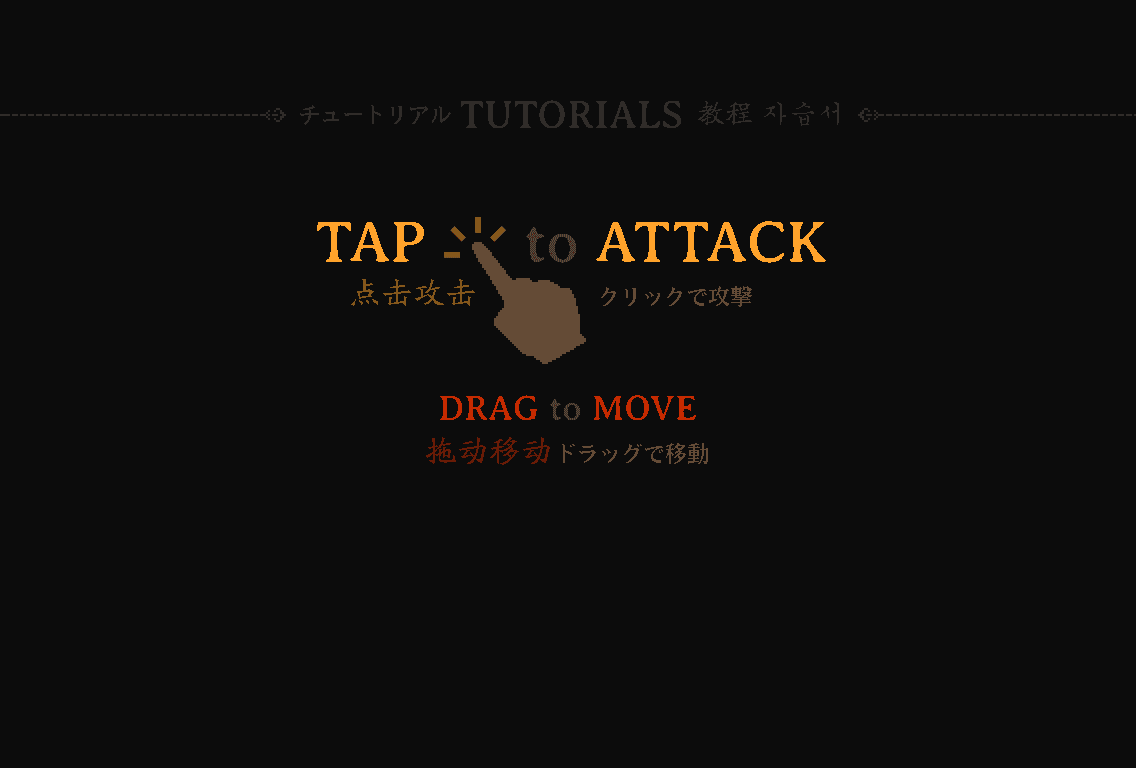 チュートリアル TUTORIALS 教程 자습서
TAP to ATTACK
点击攻击 クリックで攻撃
DRAG to MOVE
拖动移动 ドラッグで移動